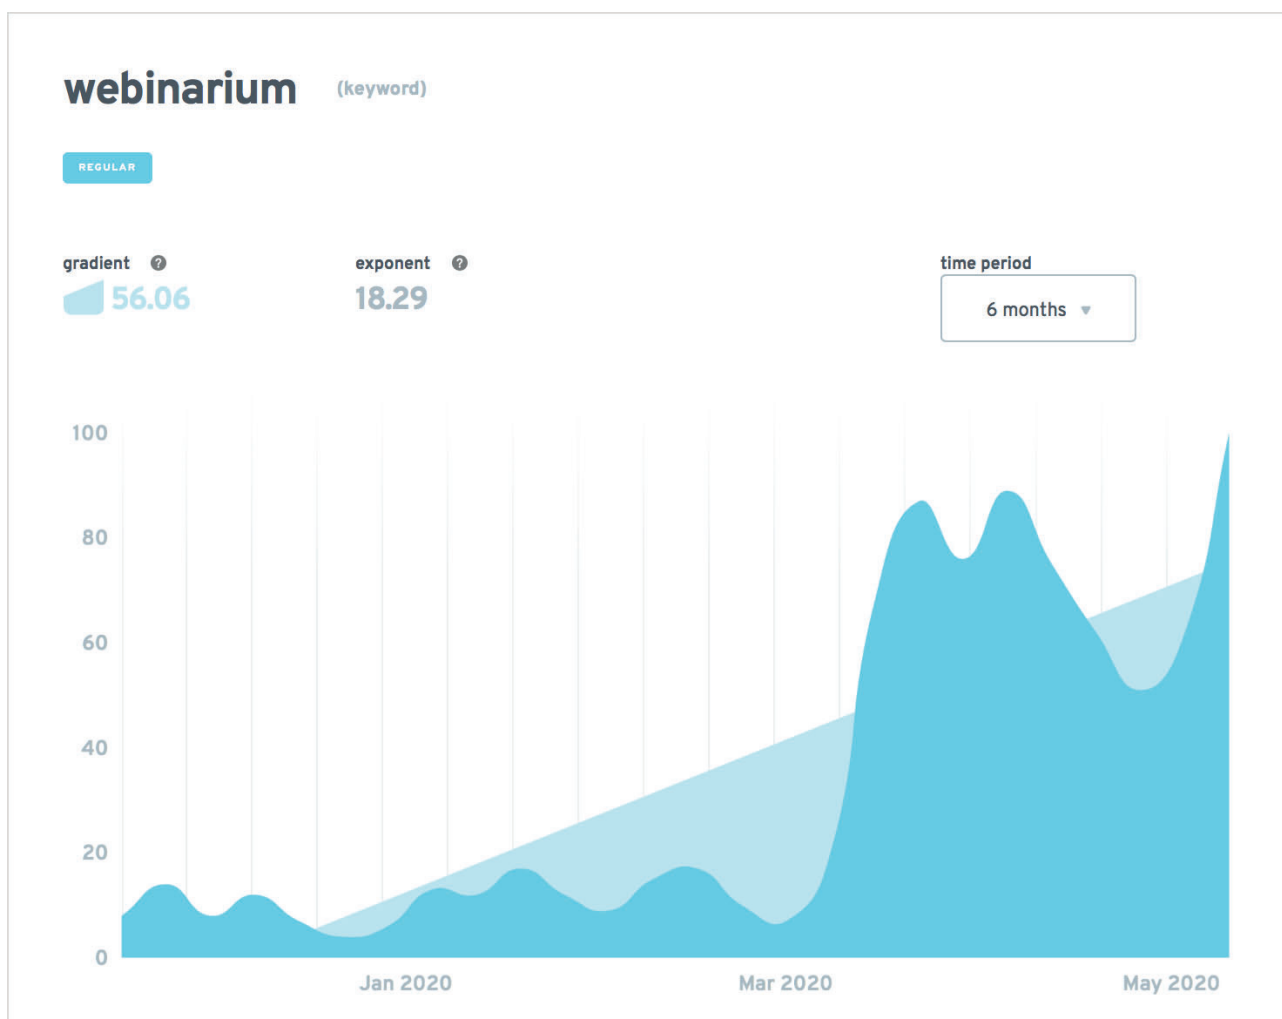 webinarium (keyword)
REGULAR
gradient ? exponent ? time period
56.06 18.29 6 months
100
80
60
40
20
0
Jan 2020 Mar 2020 May 2020